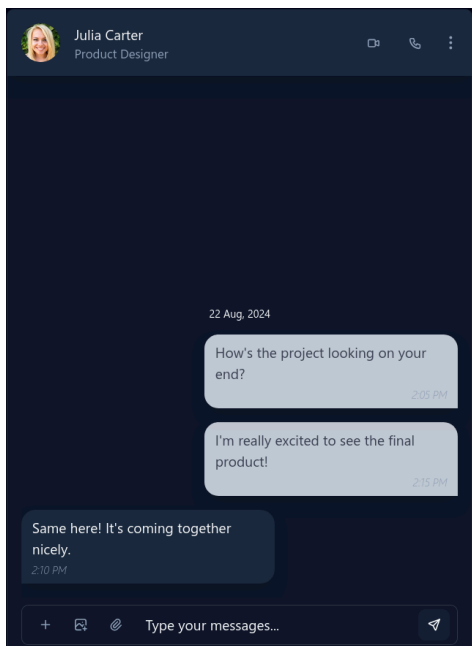 Julia Carter
Product Designer
22 Aug, 2024
How's the project looking on your
end?
2:05 PM
I'm really excited to see the final
product!
2:15 PM
Same here! It's coming together
nicely.
2:10 PM
Type your messages...